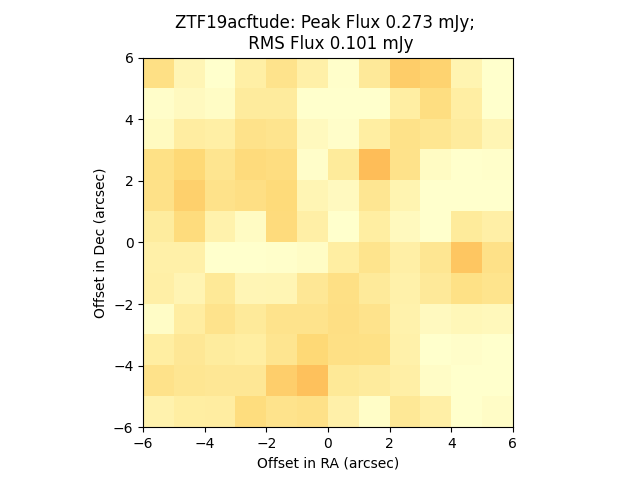 ZTF19acftude: Peak Flux 0.273 mJy;
RMS Flux 0.101 mJy
6
4
2
0
−2
−4
−6
Offset in Dec (arcsec)
−6 −4 −2 0 2 4 6
Offset in RA (arcsec)